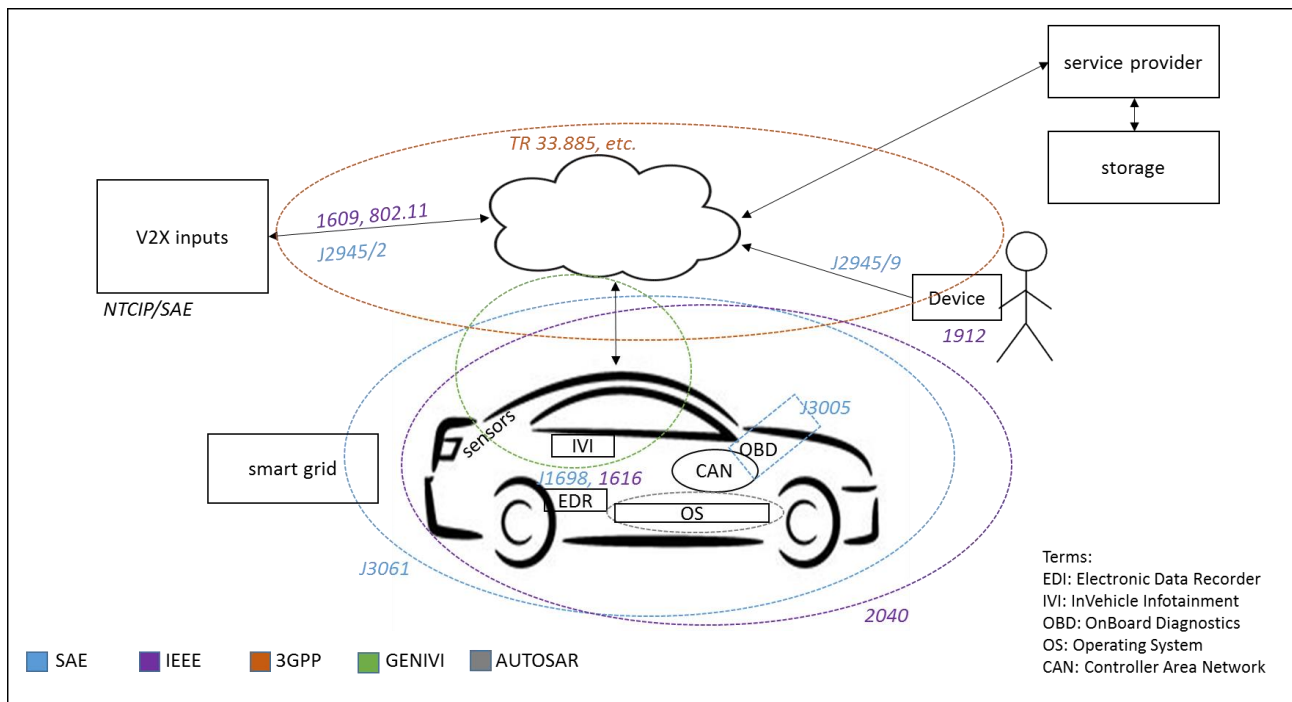 service provider
storage
TR 33.885, etc.
1609, 802.11
V2X inputs
J2945/2
J2945/9
NTCIP/SAE
Device
1912
J3005
sensors
IVI
OBD
CAN
smart grid
J1698, 1616
EDR
OS
J3061
2040
Terms:
EDI: Electronic Data Recorder
IVI: InVehicle Infotainment
OBD: OnBoard Diagnostics
OS: Operating System
CAN: Controller Area Network
SAE IEEE 3GPP GENIVI AUTOSAR